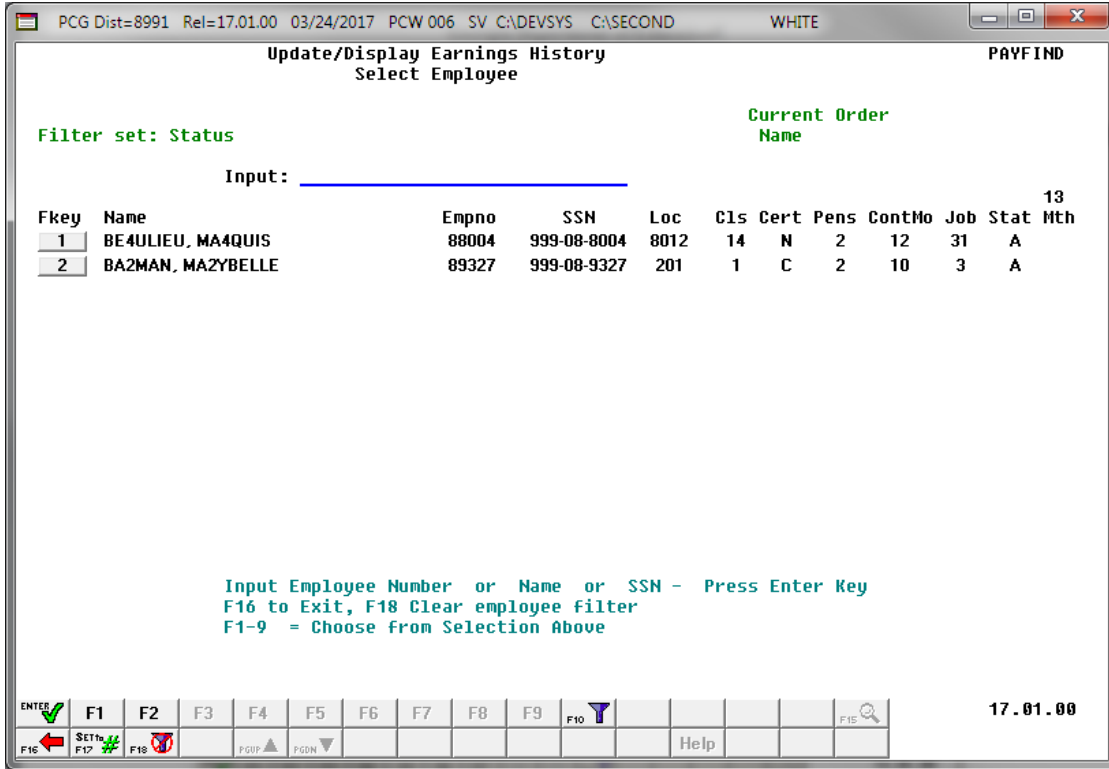 PCG Dist=8991 Rel=17.01.00 03/24/2017 PCW 006 SV C:\DEVSYS C:\SECOND WHITE
Update/Display Earnings History PAYFIND
Select Employee
Current Order
Filter set: Status Name
Input:
13
Fkey Name Empno SSN Loc Cls Cert Pens ContMo Job Stat Mth
1 BE4ULIEU, MA4QUIS 88004 999-08-8004 8012 14 N 2 12 31 A
2 BA2MAN, MA2YBELLE 89327 999-08-9327 201 1 C 2 10 3 A
Input Employee Number or Name or SSN - Press Enter Key
F16 to Exit, F18 Clear employee filter
F1-9 = Choose from Selection Above
ENTER F1 F2 F3 F4 F5 F6 F7 F8 F9 F10 F15 17.01.00
F16 SETTo F17 # F18 PGUP PGDN Help